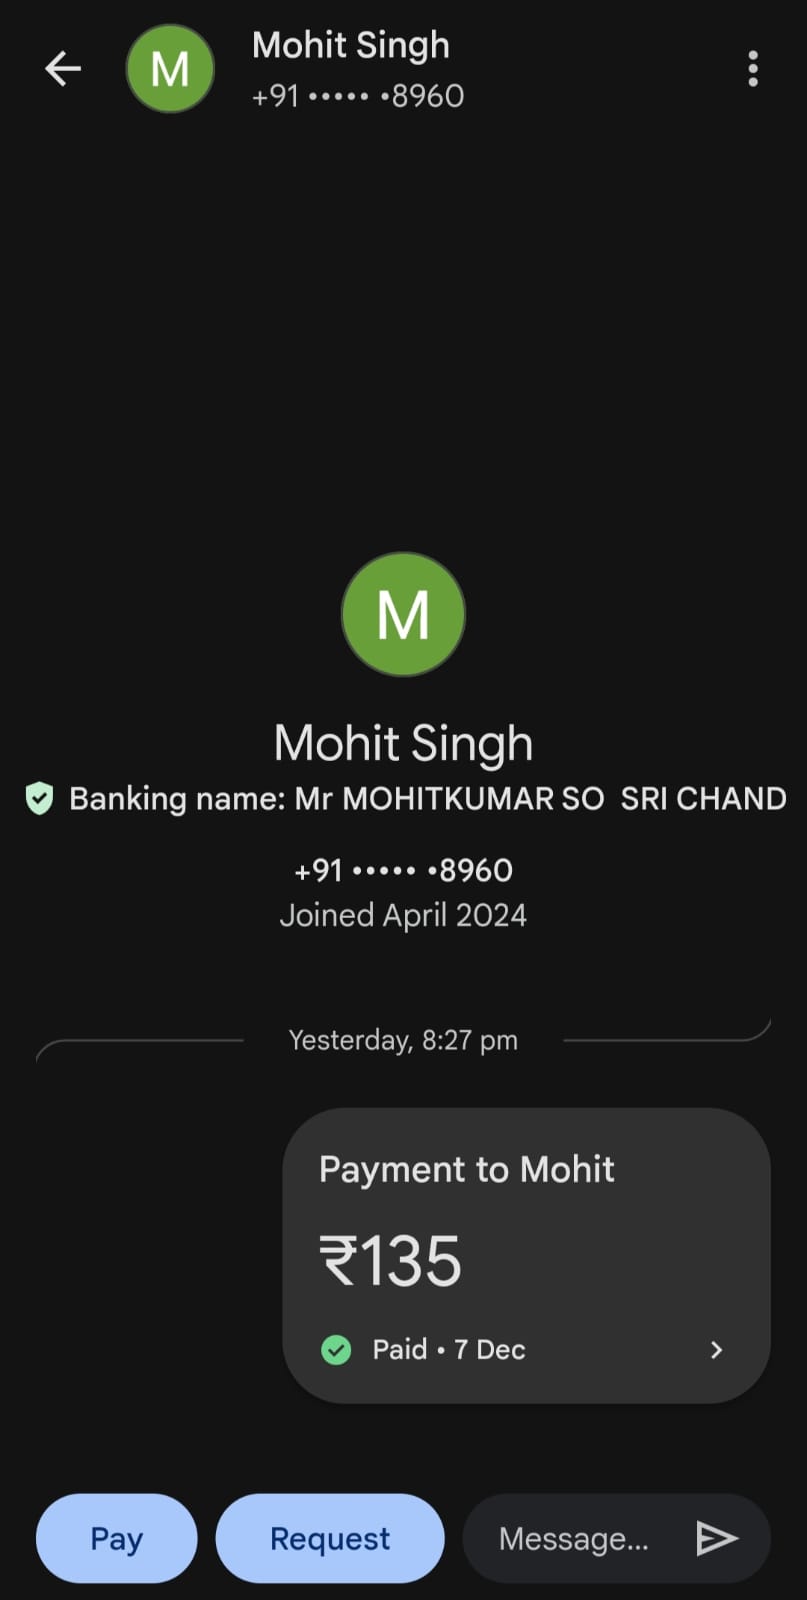 M
Mohit Singh
+91 ••••• •8960
M
Mohit Singh
Banking name: Mr MOHITKUMAR SO  SRI CHAND
+91 ••••• •8960
Joined April 2024
Yesterday, 8:27 pm
Payment to Mohit
₹135
Paid • 7 Dec
Pay
Request
Message...